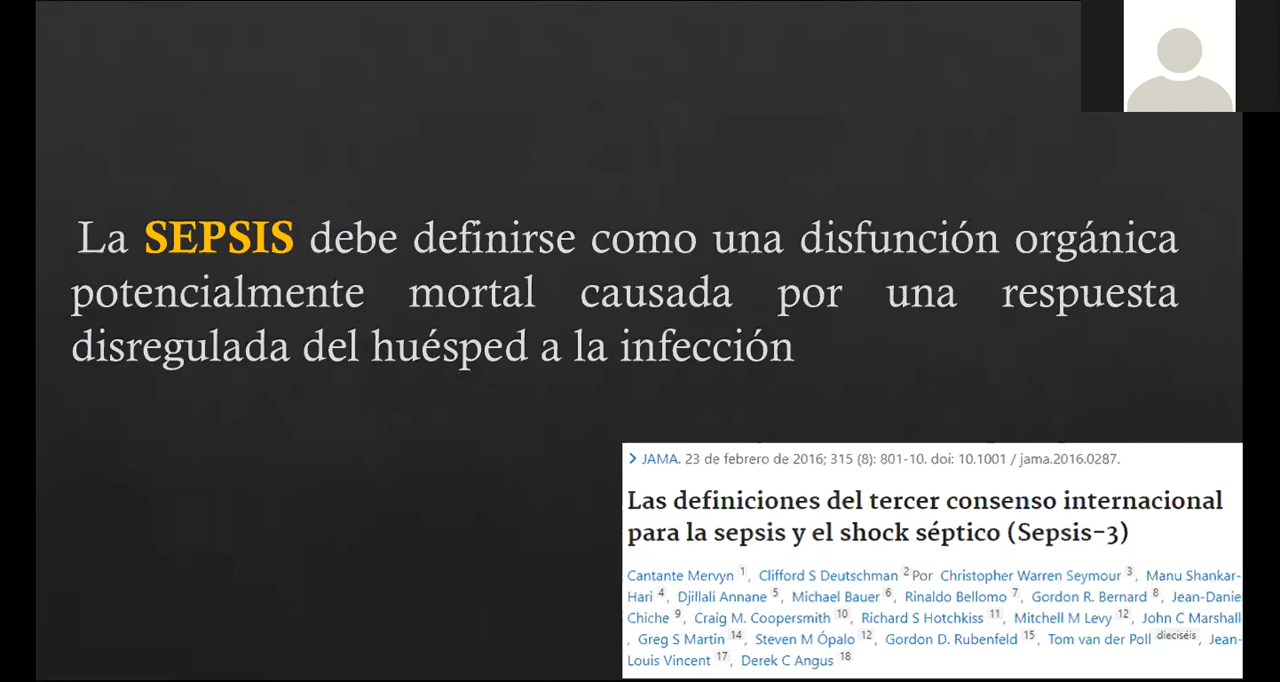 La SEPSIS debe definirse como una disfunción orgánica
potencialmente mortal causada por una respuesta
disregulada del huésped a la infección
> JAMA. 23 de febrero de 2016; 315 (8): 801-10. doi: 10.1001 / jama.2016.0287.
Las definiciones del tercer consenso internacional
para la sepsis y el shock séptico (Sepsis-3)
Cantante Mervyn 1, Clifford S Deutschman 2 Por Christopher Warren Seymour 3, Manu Shankar-
Hari 4, Djillali Annane 5, Michael Bauer 6, Rinaldo Bellomo 7, Gordon R. Bernard 8, Jean-Danie
Chiche 9, Craig M. Coopersmith 10, Richard S Hotchkiss 11, Mitchell M Levy 12, John C Marshall
, Greg S Martin 14, Steven M Ópalo 12, Gordon D. Rubenfeld 15, Tom van der Poll dieciséis, Jean-
Louis Vincent 17, Derek C Angus 18